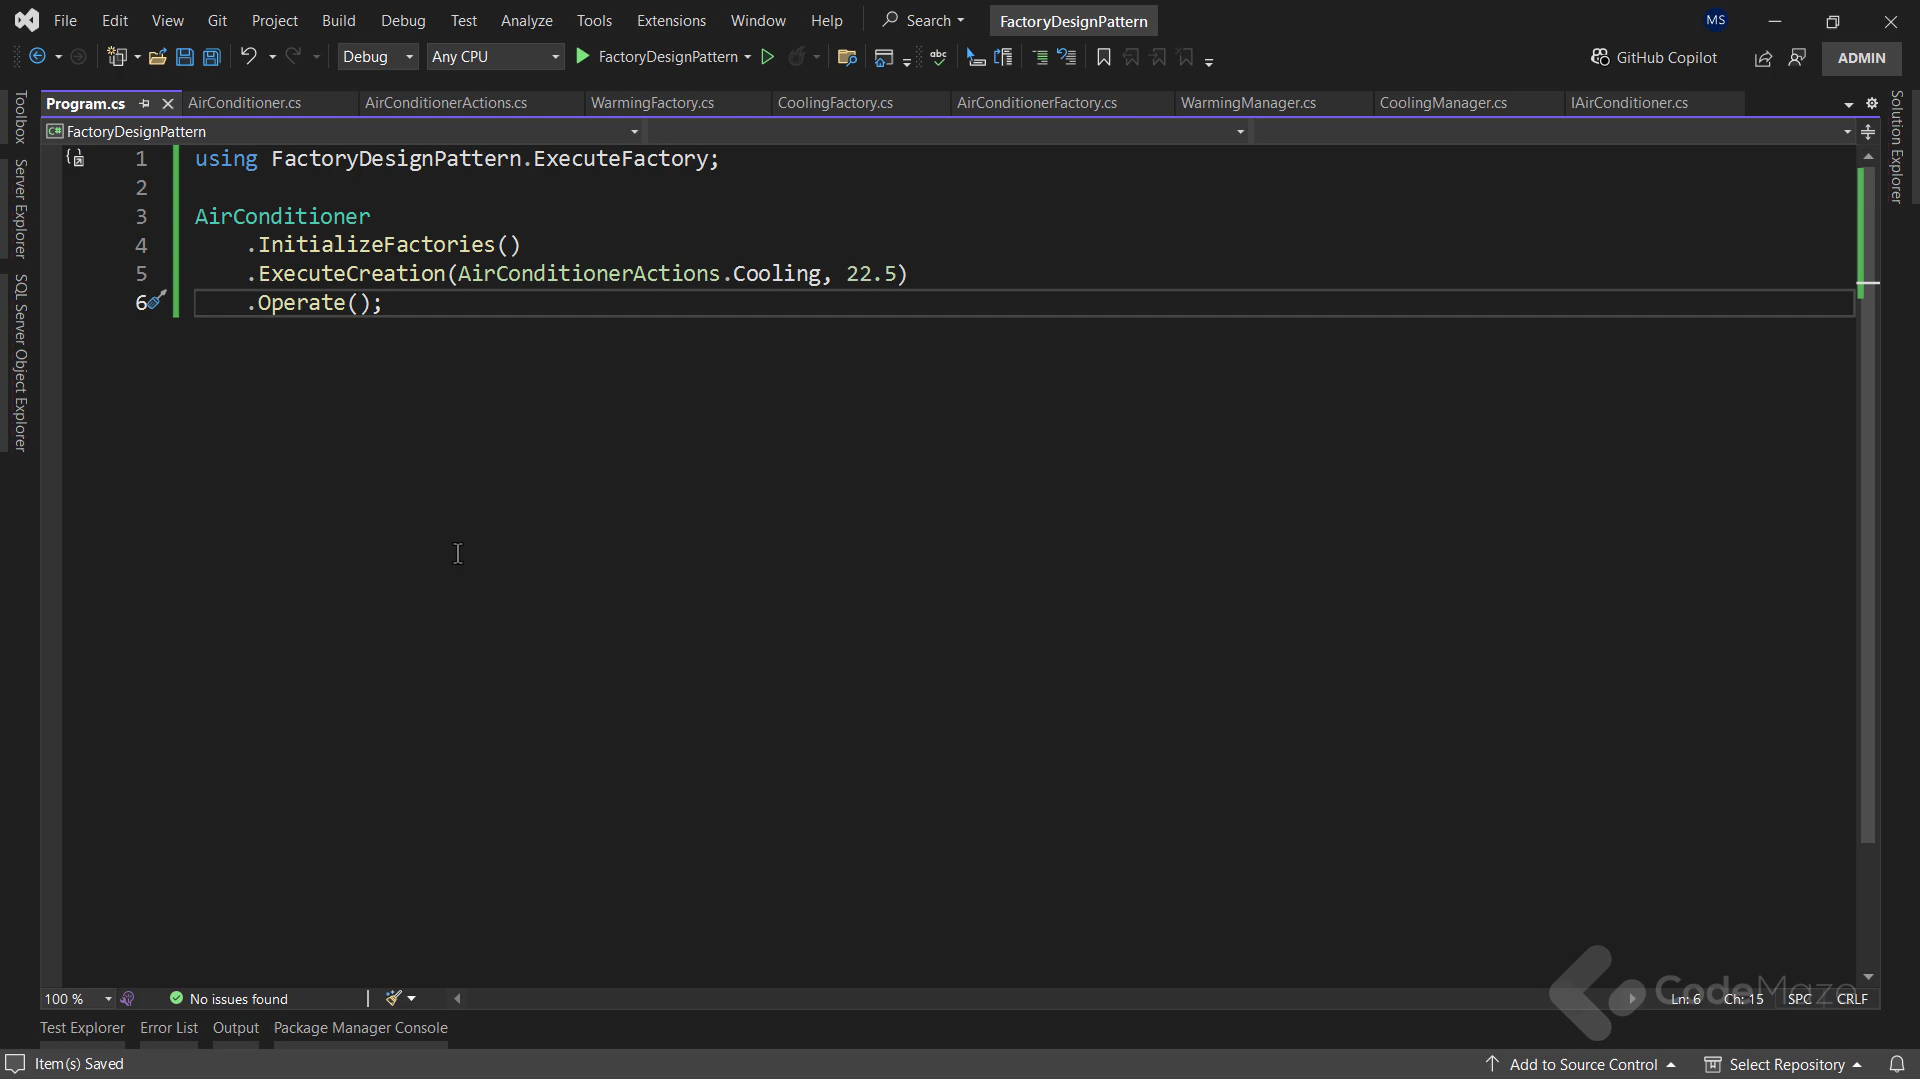 File Edit View Git Project Build Debug Test Analyze Tools Extensions Window Help Search FactoryDesignPattern MS
Debug Any CPU FactoryDesignPattern abc GitHub Copilot ADMIN
Program.cs AirConditioner.cs AirConditionerActions.cs WarmingFactory.cs CoolingFactory.cs AirConditionerFactory.cs WarmingManager.cs CoolingManager.cs IAirConditioner.cs
C# FactoryDesignPattern
Toolbox
Server Explorer
SQL Server Object Explorer
Solution Explorer
1 using FactoryDesignPattern.ExecuteFactory;
2
3 AirConditioner
4 .InitializeFactories()
5 .ExecuteCreation(AirConditionerActions.Cooling, 22.5)
6 .Operate();
CodeMaze
100 % No issues found Ln: 6 Ch: 15 SPC CRLF
Test Explorer Error List Output Package Manager Console
Item(s) Saved Add to Source Control Select Repository